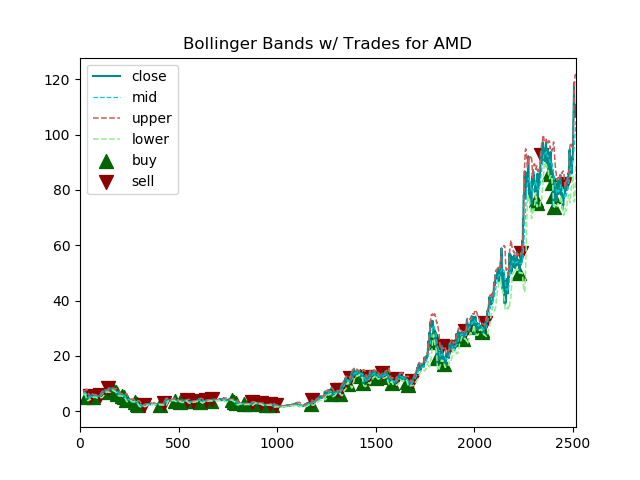 Bollinger Bands w/ Trades for AMD
close
mid
upper
lower
buy
sell
120
100
80
60
40
20
0
0 500 1000 1500 2000 2500